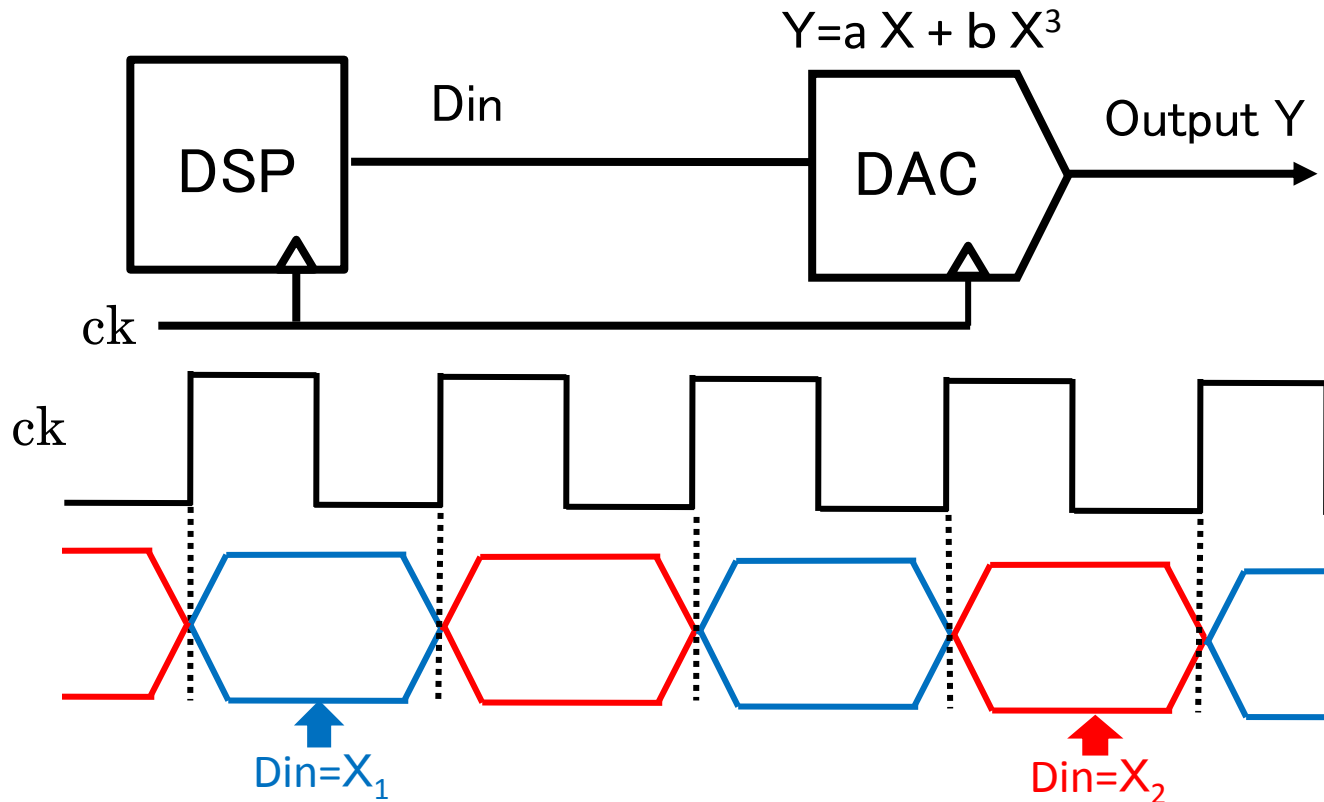 Y=a X + b X³
Din
Output Y
DSP
DAC
ck
ck
Din=X₁
Din=X₂